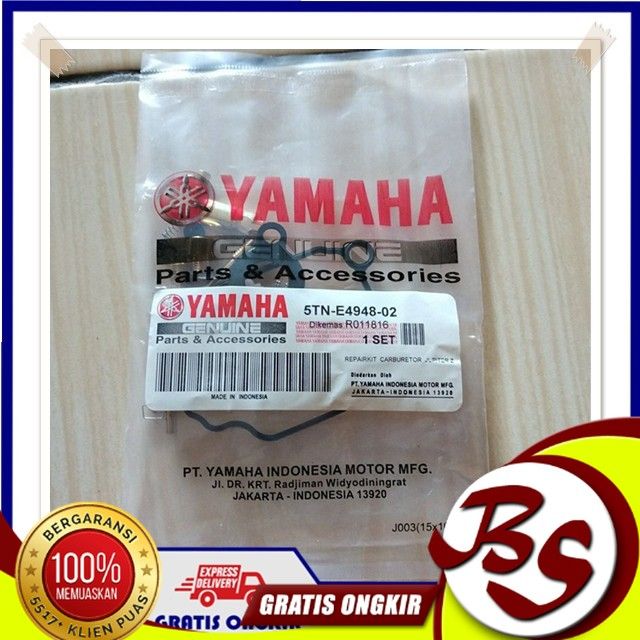 YAMAHA
GENUINE
Parts & Accessories
YAMAHA
GENUINE
Parts & Accessories
MADE IN INDONESIA
5TN-E4948-02
Dikemas R011816
1 SET
REPAIRKIT CARBURETOR JUPITER Z
Diedarkan Oleh
PT. YAMAHA INDONESIA MOTOR MFG.
JAKARTA-INDONESIA 13920
PT. YAMAHA INDONESIA MOTOR MFG.
Jl. DR. KRT. Radjiman Widyodiningrat
JAKARTA - INDONESIA 13920
BERGARANSI
100%
MEMUASKAN
5517+ KLIEN PUAS
EXPRESS
DELIVERY
GRATIS ONGKIR
GRATIS ONGKIR
BS